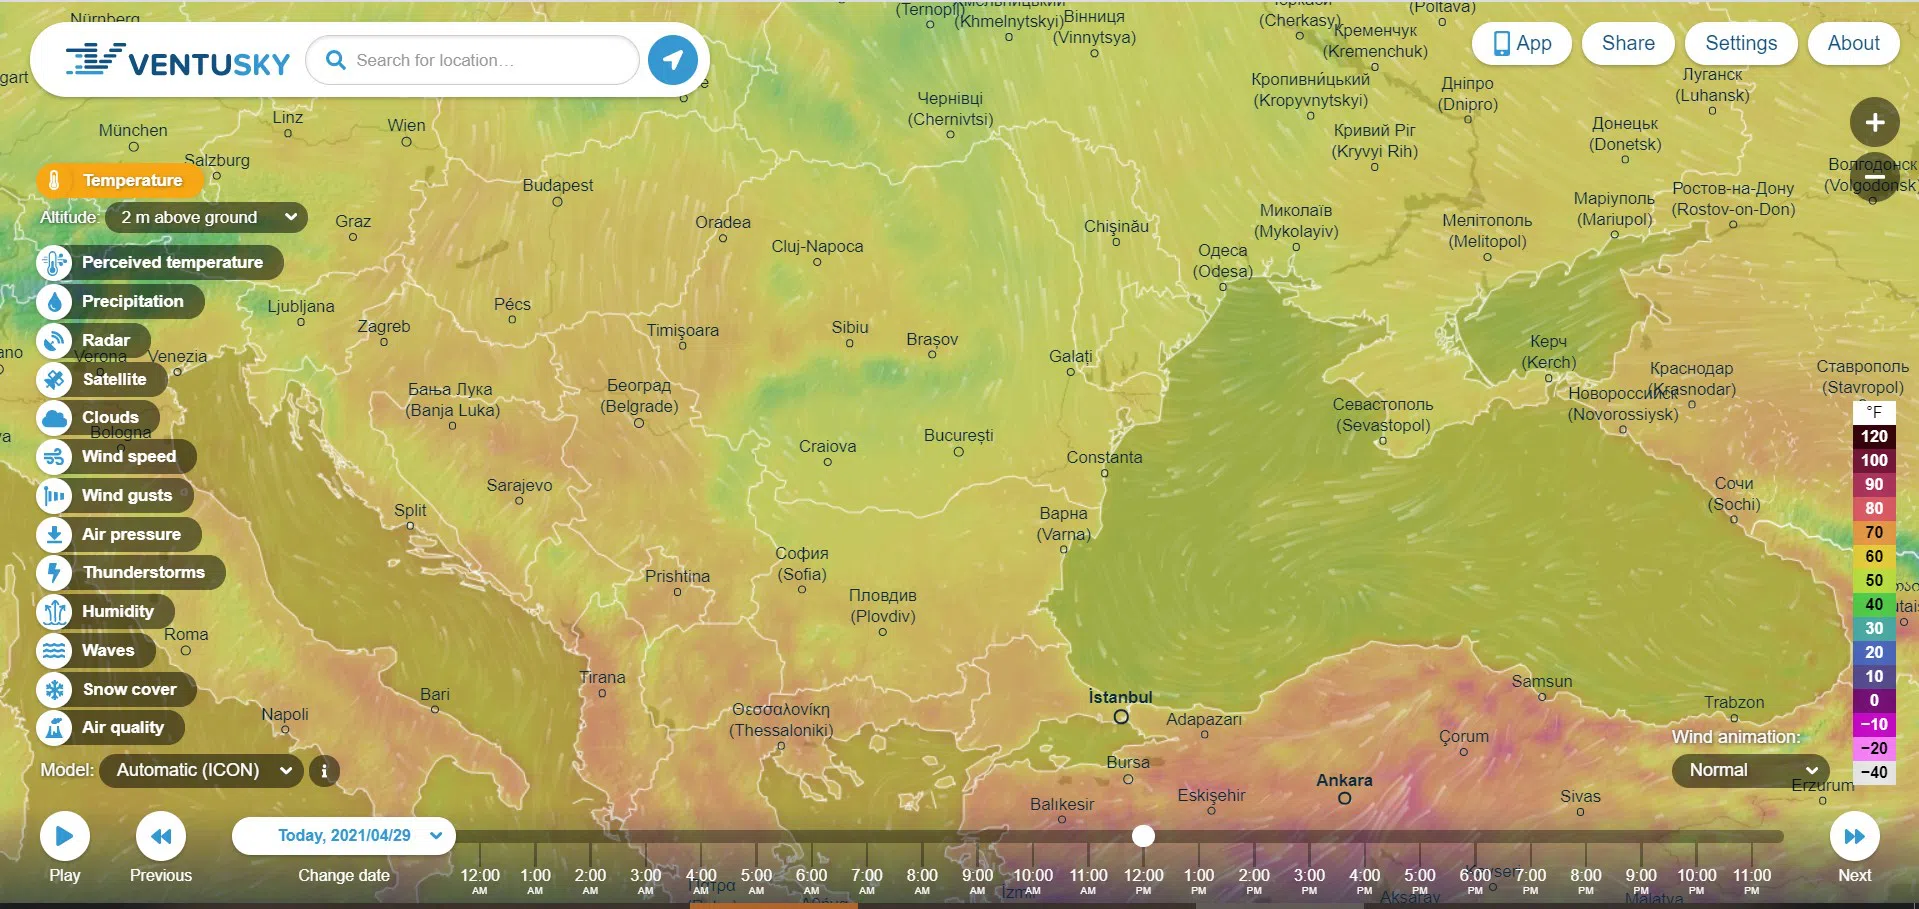 Nürnberg
(Ternopil)
(Khmelnytskyi)
Вінниця
(Vinnytsya)
(Cherkasy)
(Poltava)
Кременчук
(Kremenchuk)
VENTUSKY
Search for location…
App
Share
Settings
About
Луганск
(Luhansk)
Кропивни́цький
(Kropyvnytskyi)
Дніпро
(Dnipro)
Чернівці
(Chernivtsi)
Linz
Wien
München
Salzburg
Кривий Ріг
(Kryvyi Rih)
Донецьк
(Donetsk)
+
−
Волгодонск
(Volgodonsk)
Temperature
Altitude:
2 m above ground
Budapest
Graz
Oradea
Cluj-Napoca
Chișinău
Миколаїв
(Mykolayiv)
Мелітополь
(Melitopol)
Маріуполь
(Mariupol)
Ростов-на-Дону
(Rostov-on-Don)
Одеса
(Odesa)
Perceived temperature
Precipitation
Ljubljana
Zagreb
Pécs
Timișoara
Sibiu
Brașov
Galați
Radar
Verona
Venezia
Satellite
Керч
(Kerch)
Краснодар
(Krasnodar)
Ставрополь
(Stavropol)
Новороссийск
(Novorossiysk)
Бања Лука
(Banja Luka)
Београд
(Belgrade)
Севастополь
(Sevastopol)
Clouds
Bologna
Wind speed
Craiova
București
Constanta
Wind gusts
Sarajevo
Split
Варна
(Varna)
Сочи
(Sochi)
Air pressure
Thunderstorms
Prishtina
София
(Sofia)
Пловдив
(Plovdiv)
Humidity
Roma
Waves
Snow cover
Tirana
Bari
Napoli
Θεσσαλονίκη
(Thessaloniki)
İstanbul
Adapazarı
Samsun
Trabzon
Air quality
Bursa
Çorum
Ankara
Balıkesir
Eskişehir
Sivas
Erzurum
°F
120
100
90
80
70
60
50
40
30
20
10
0
−10
−20
−40
Wind animation:
Normal
Model:
Automatic (ICON)
i
Play
Previous
Today, 2021/04/29
Change date
12:00 AM
1:00 AM
2:00 AM
3:00 AM
4:00 AM
5:00 AM
6:00 AM
7:00 AM
8:00 AM
9:00 AM
10:00 AM
11:00 AM
12:00 PM
1:00 PM
2:00 PM
3:00 PM
4:00 PM
5:00 PM
6:00 PM
7:00 PM
8:00 PM
9:00 PM
10:00 PM
11:00 PM
Next
Πάτρα
Αθήνα
Aksaray
Malatya